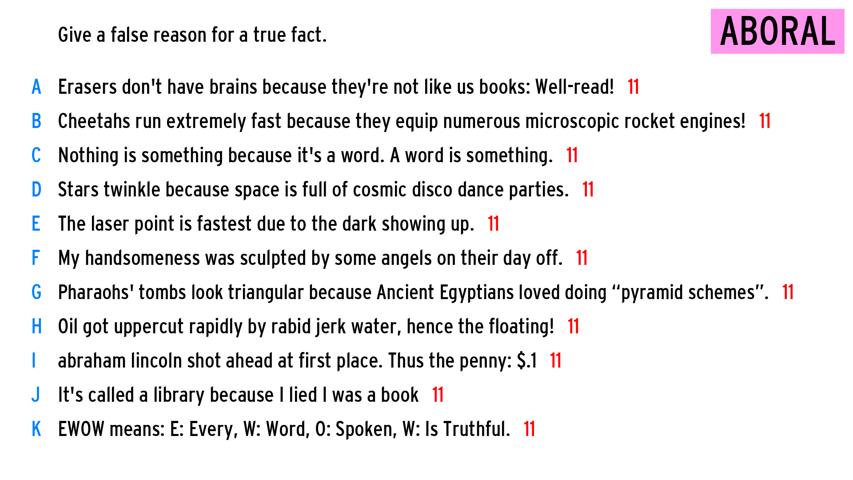 Give a false reason for a true fact.
ABORAL
A Erasers don't have brains because they're not like us books: Well-read! 11
B Cheetahs run extremely fast because they equip numerous microscopic rocket engines! 11
C Nothing is something because it's a word. A word is something. 11
D Stars twinkle because space is full of cosmic disco dance parties. 11
E The laser point is fastest due to the dark showing up. 11
F My handsomeness was sculpted by some angels on their day off. 11
G Pharaohs' tombs look triangular because Ancient Egyptians loved doing “pyramid schemes”. 11
H Oil got uppercut rapidly by rabid jerk water, hence the floating! 11
I abraham lincoln shot ahead at first place. Thus the penny: $.1 11
J It's called a library because I lied I was a book 11
K EWOW means: E: Every, W: Word, O: Spoken, W: Is Truthful. 11